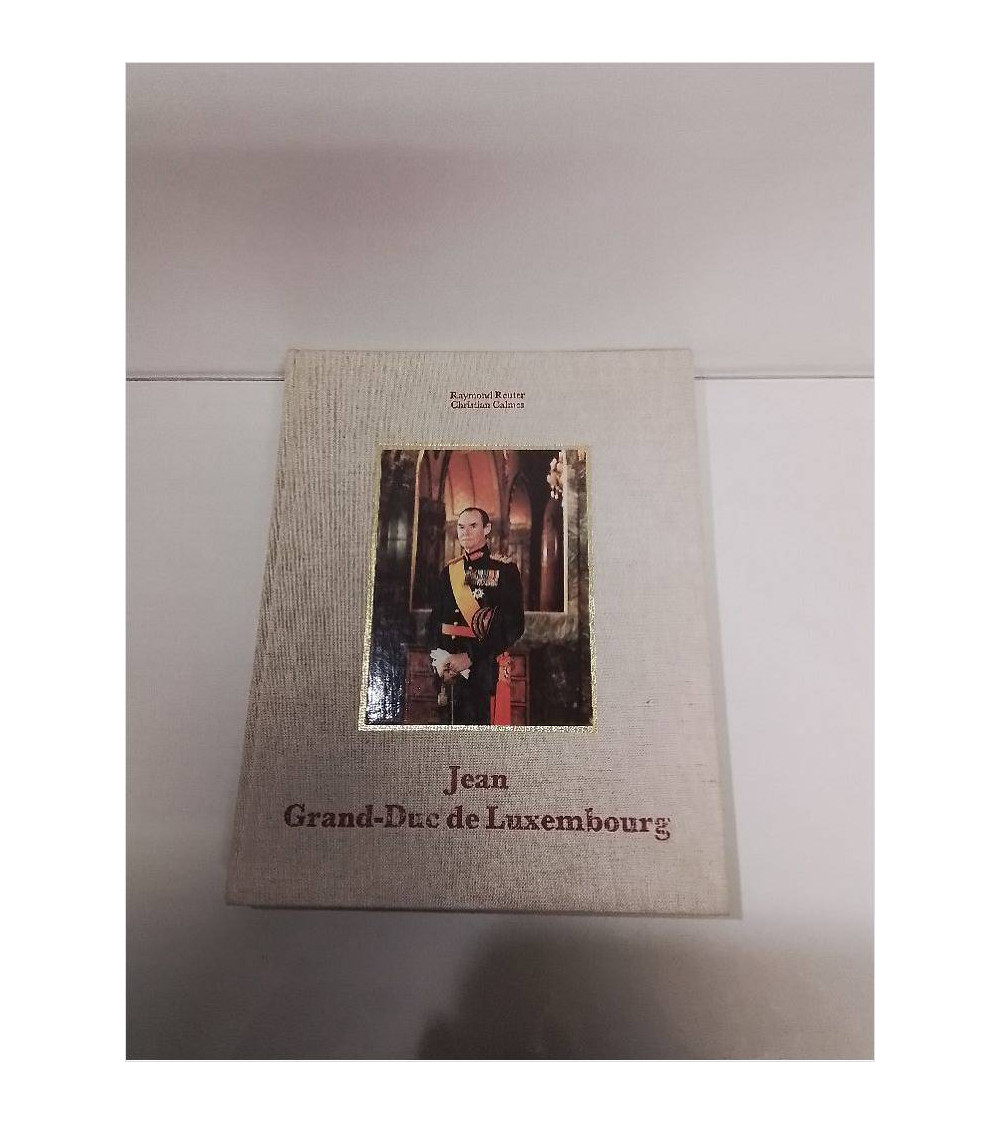 Raymond Reuter
Christian Calmes
Jean
Grand-Duc de Luxembourg